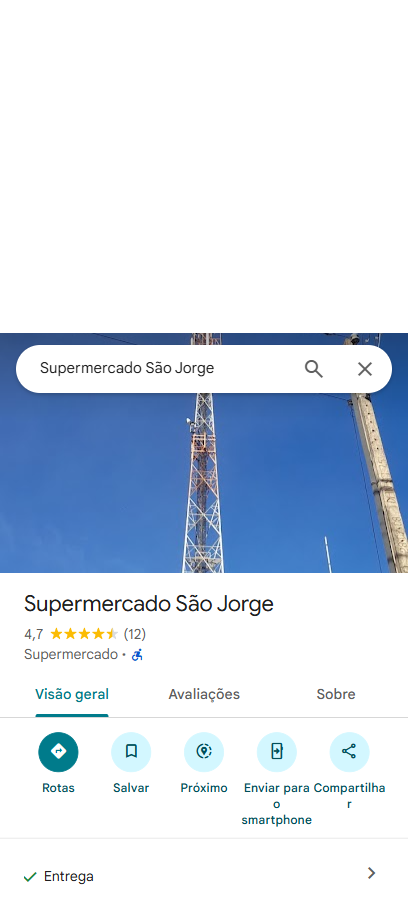 Supermercado São Jorge
Supermercado São Jorge
4,7 (12)
Supermercado ·
Visão geral Avaliações Sobre
Rotas Salvar Próximo Enviar para o smartphone Compartilhar
Entrega